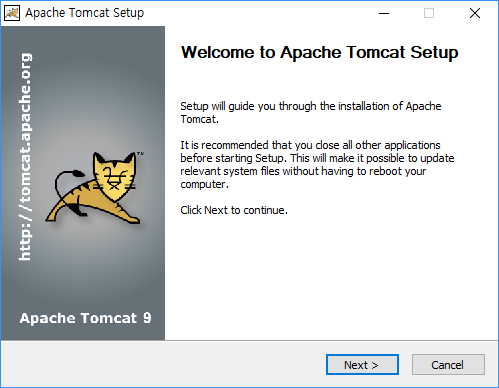 Apache Tomcat Setup
http://tomcat.apache.org
TM
Apache Tomcat 9
Welcome to Apache Tomcat Setup
Setup will guide you through the installation of Apache
Tomcat.
It is recommended that you close all other applications
before starting Setup. This will make it possible to update
relevant system files without having to reboot your
computer.
Click Next to continue.
Next >
Cancel